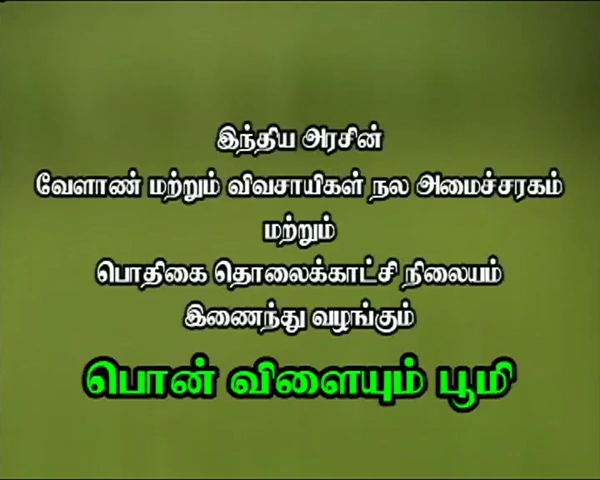 இந்திய அரசின்
வேளாண் மற்றும் விவசாயிகள் நல அமைச்சரகம்
மற்றும்
பொதிகை தொலைக்காட்சி நிலையம்
இணைந்து வழங்கும்
பொன் விளையும் பூமி